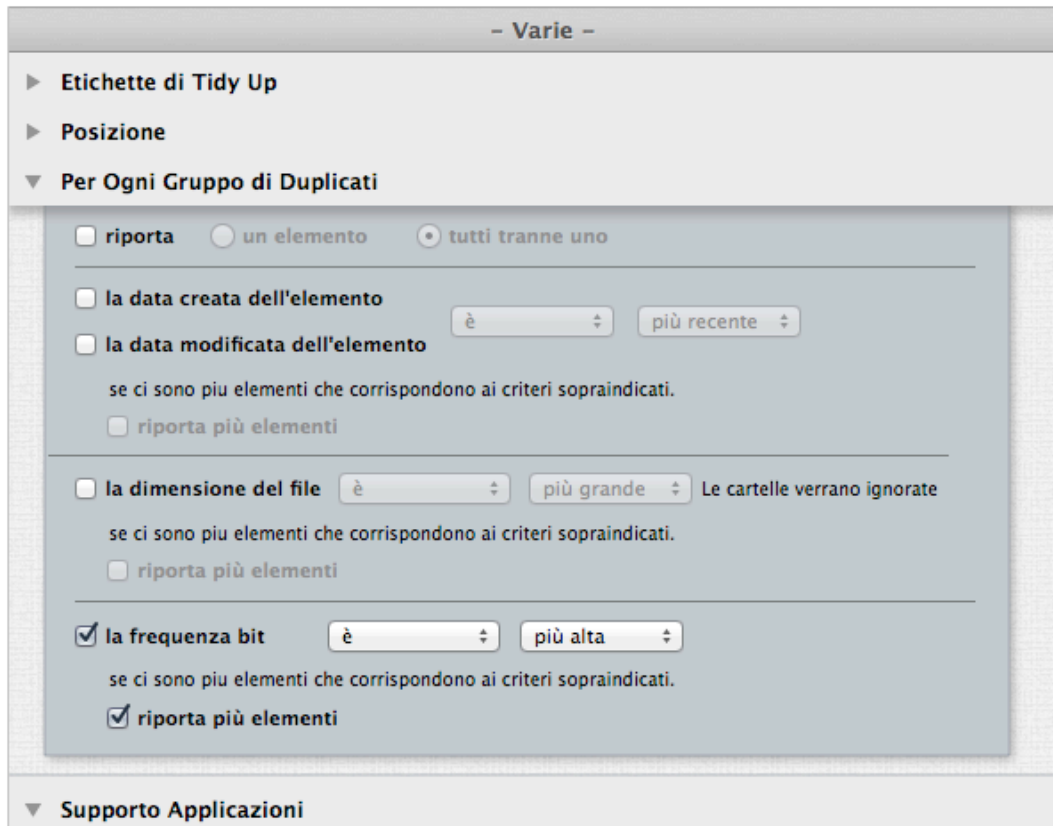 - Varie -
Etichette di Tidy Up
Posizione
Per Ogni Gruppo di Duplicati
riporta un elemento tutti tranne uno
la data creata dell'elemento
è più recente
la data modificata dell'elemento
se ci sono piu elementi che corrispondono ai criteri sopraindicati.
riporta più elementi
la dimensione del file è più grande Le cartelle verrano ignorate
se ci sono piu elementi che corrispondono ai criteri sopraindicati.
riporta più elementi
la frequenza bit è più alta
se ci sono piu elementi che corrispondono ai criteri sopraindicati.
riporta più elementi
Supporto Applicazioni